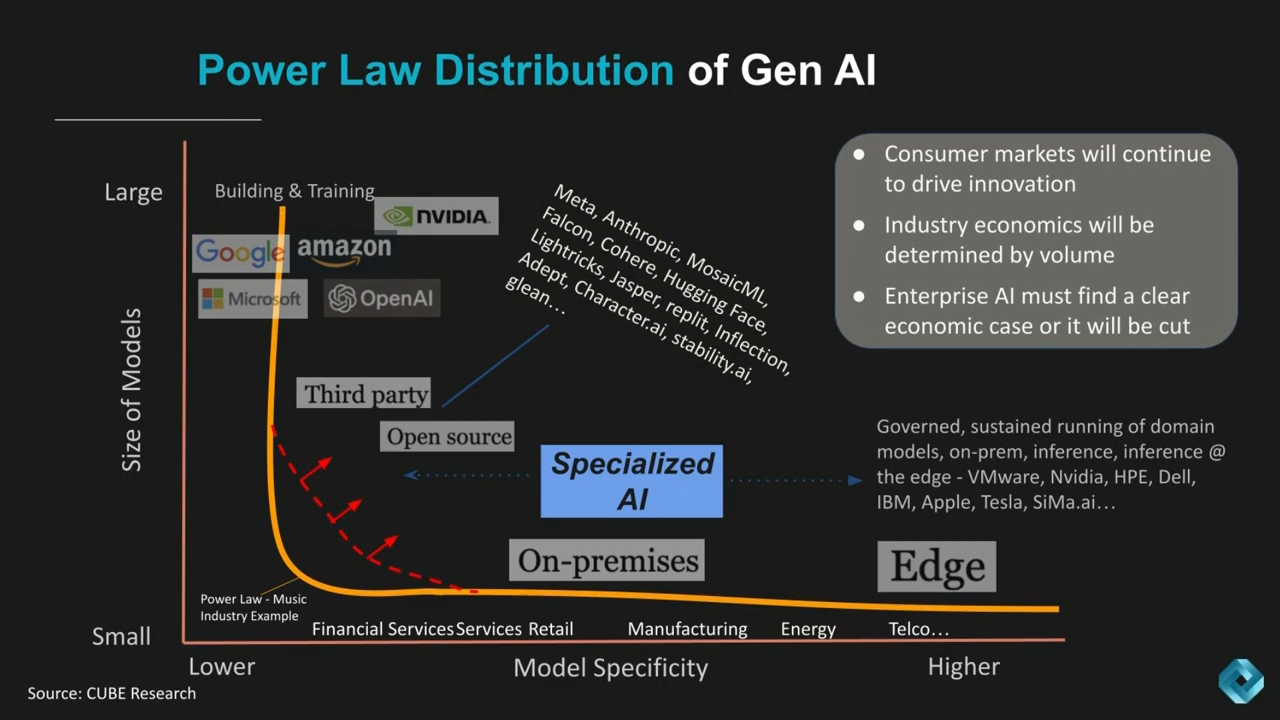 Power Law Distribution of Gen AI
Large
Building & Training
NVIDIA.
Google
amazon
Microsoft
OpenAI
Meta, Anthropic, MosaicML,
Falcon, Cohere, Hugging Face,
Lightricks, Jasper, replit, Inflection,
Adept, Character.ai, stability.ai,
glean…
● Consumer markets will continue
to drive innovation
● Industry economics will be
determined by volume
● Enterprise AI must find a clear
economic case or it will be cut
Size of Models
Third party
Open source
Specialized
AI
Governed, sustained running of domain
models, on-prem, inference, inference @
the edge - VMware, Nvidia, HPE, Dell,
IBM, Apple, Tesla, SiMa.ai…
On-premises
Edge
Power Law - Music
Industry Example
Financial Services Services Retail Manufacturing Energy Telco…
Small
Lower
Model Specificity
Higher
Source: CUBE Research